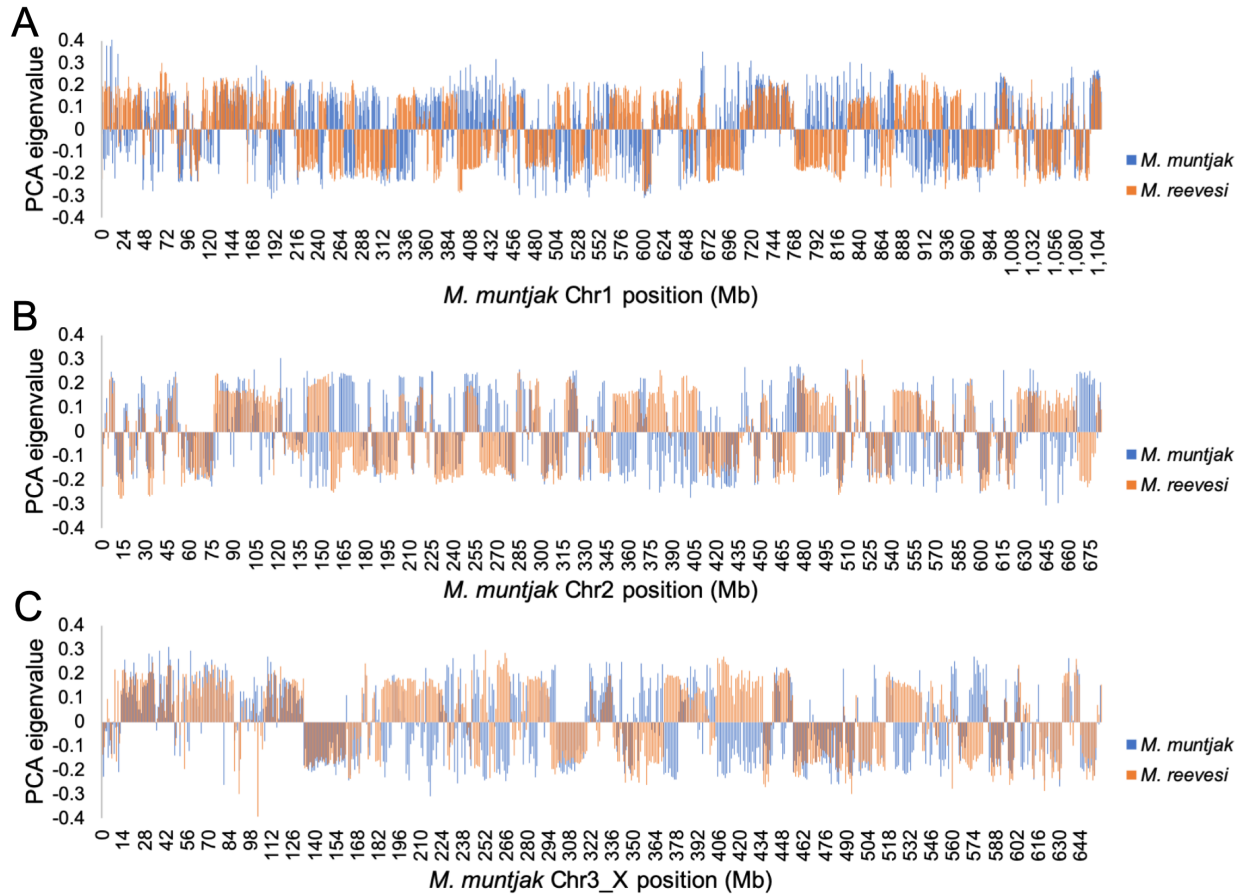 A
PCA eigenvalue
0.4
0.3
0.2
0.1
0
-0.1
-0.2
-0.3
-0.4
0 24 48 72 96 120 144 168 192 216 240 264 288 312 336 360 384 408 432 456 480 504 528 552 576 600 624 648 672 696 720 744 768 792 816 840 864 888 912 936 960 984 1,008 1,032 1,056 1,080 1,104
M. muntjak Chr1 position (Mb)
M. muntjak
M. reevesi
B
PCA eigenvalue
0.4
0.3
0.2
0.1
0
-0.1
-0.2
-0.3
-0.4
0 15 30 45 60 75 90 105 120 135 150 165 180 195 210 225 240 255 270 285 300 315 330 345 360 375 390 405 420 435 450 465 480 495 510 525 540 555 570 585 600 615 630 645 660 675
M. muntjak Chr2 position (Mb)
M. muntjak
M. reevesi
C
PCA eigenvalue
0.4
0.3
0.2
0.1
0
-0.1
-0.2
-0.3
-0.4
0 14 28 42 56 70 84 98 112 126 140 154 168 182 196 210 224 238 252 266 280 294 308 322 336 350 364 378 392 406 420 434 448 462 476 490 504 518 532 546 560 574 588 602 616 630 644
M. muntjak Chr3_X position (Mb)
M. muntjak
M. reevesi